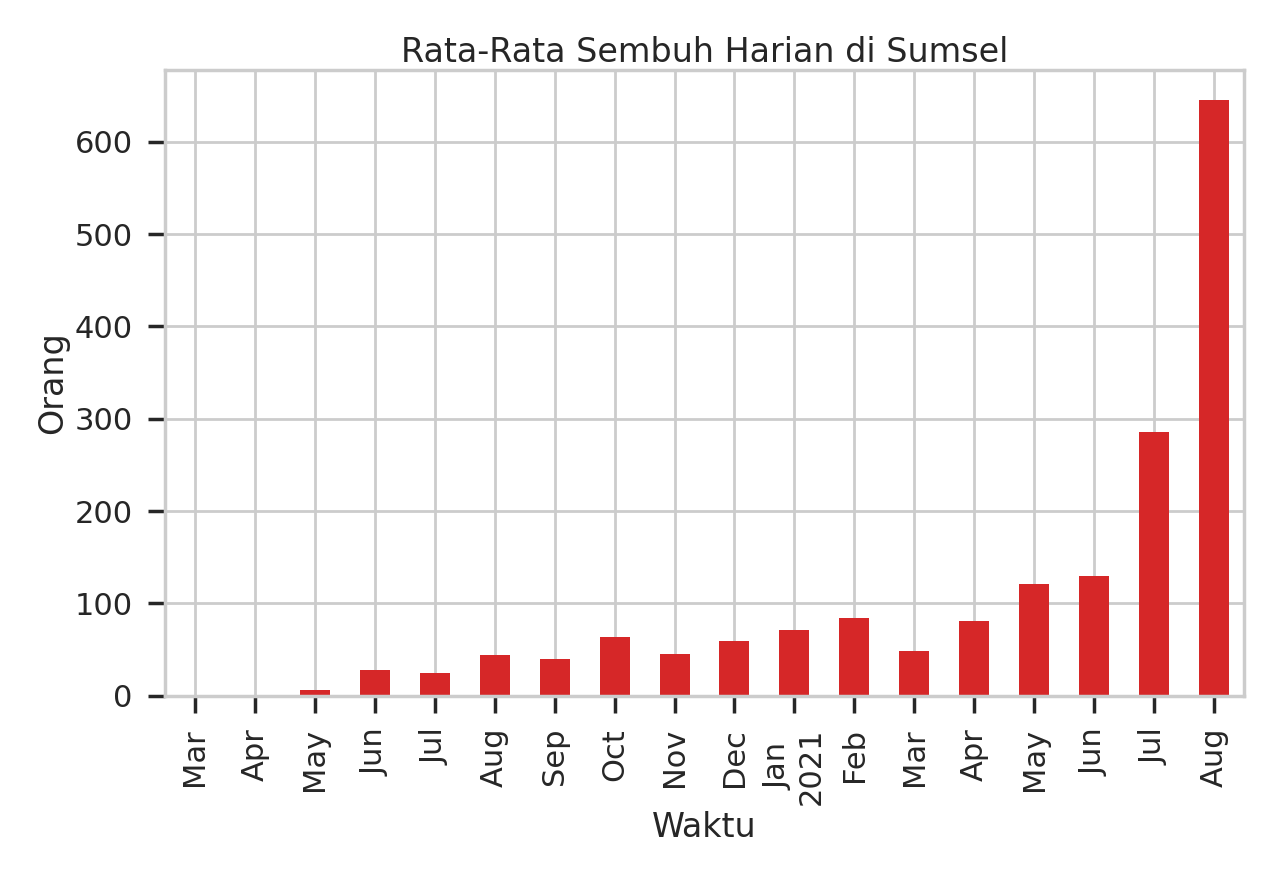 Rata-Rata Sembuh Harian di Sumsel
600
500
400
300
200
100
0
Orang
Mar
Apr
May
Jun
Jul
Aug
Sep
Oct
Nov
Dec
Jan
2021
Feb
Mar
Apr
May
Jun
Jul
Aug
Waktu